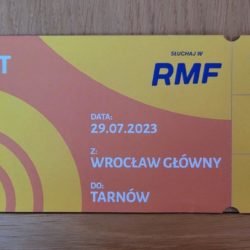 T
SŁUCHAJ W
RMF
DATA:
29.07.2023
Z:
WROCŁAW GŁÓWNY
DO:
TARNÓW